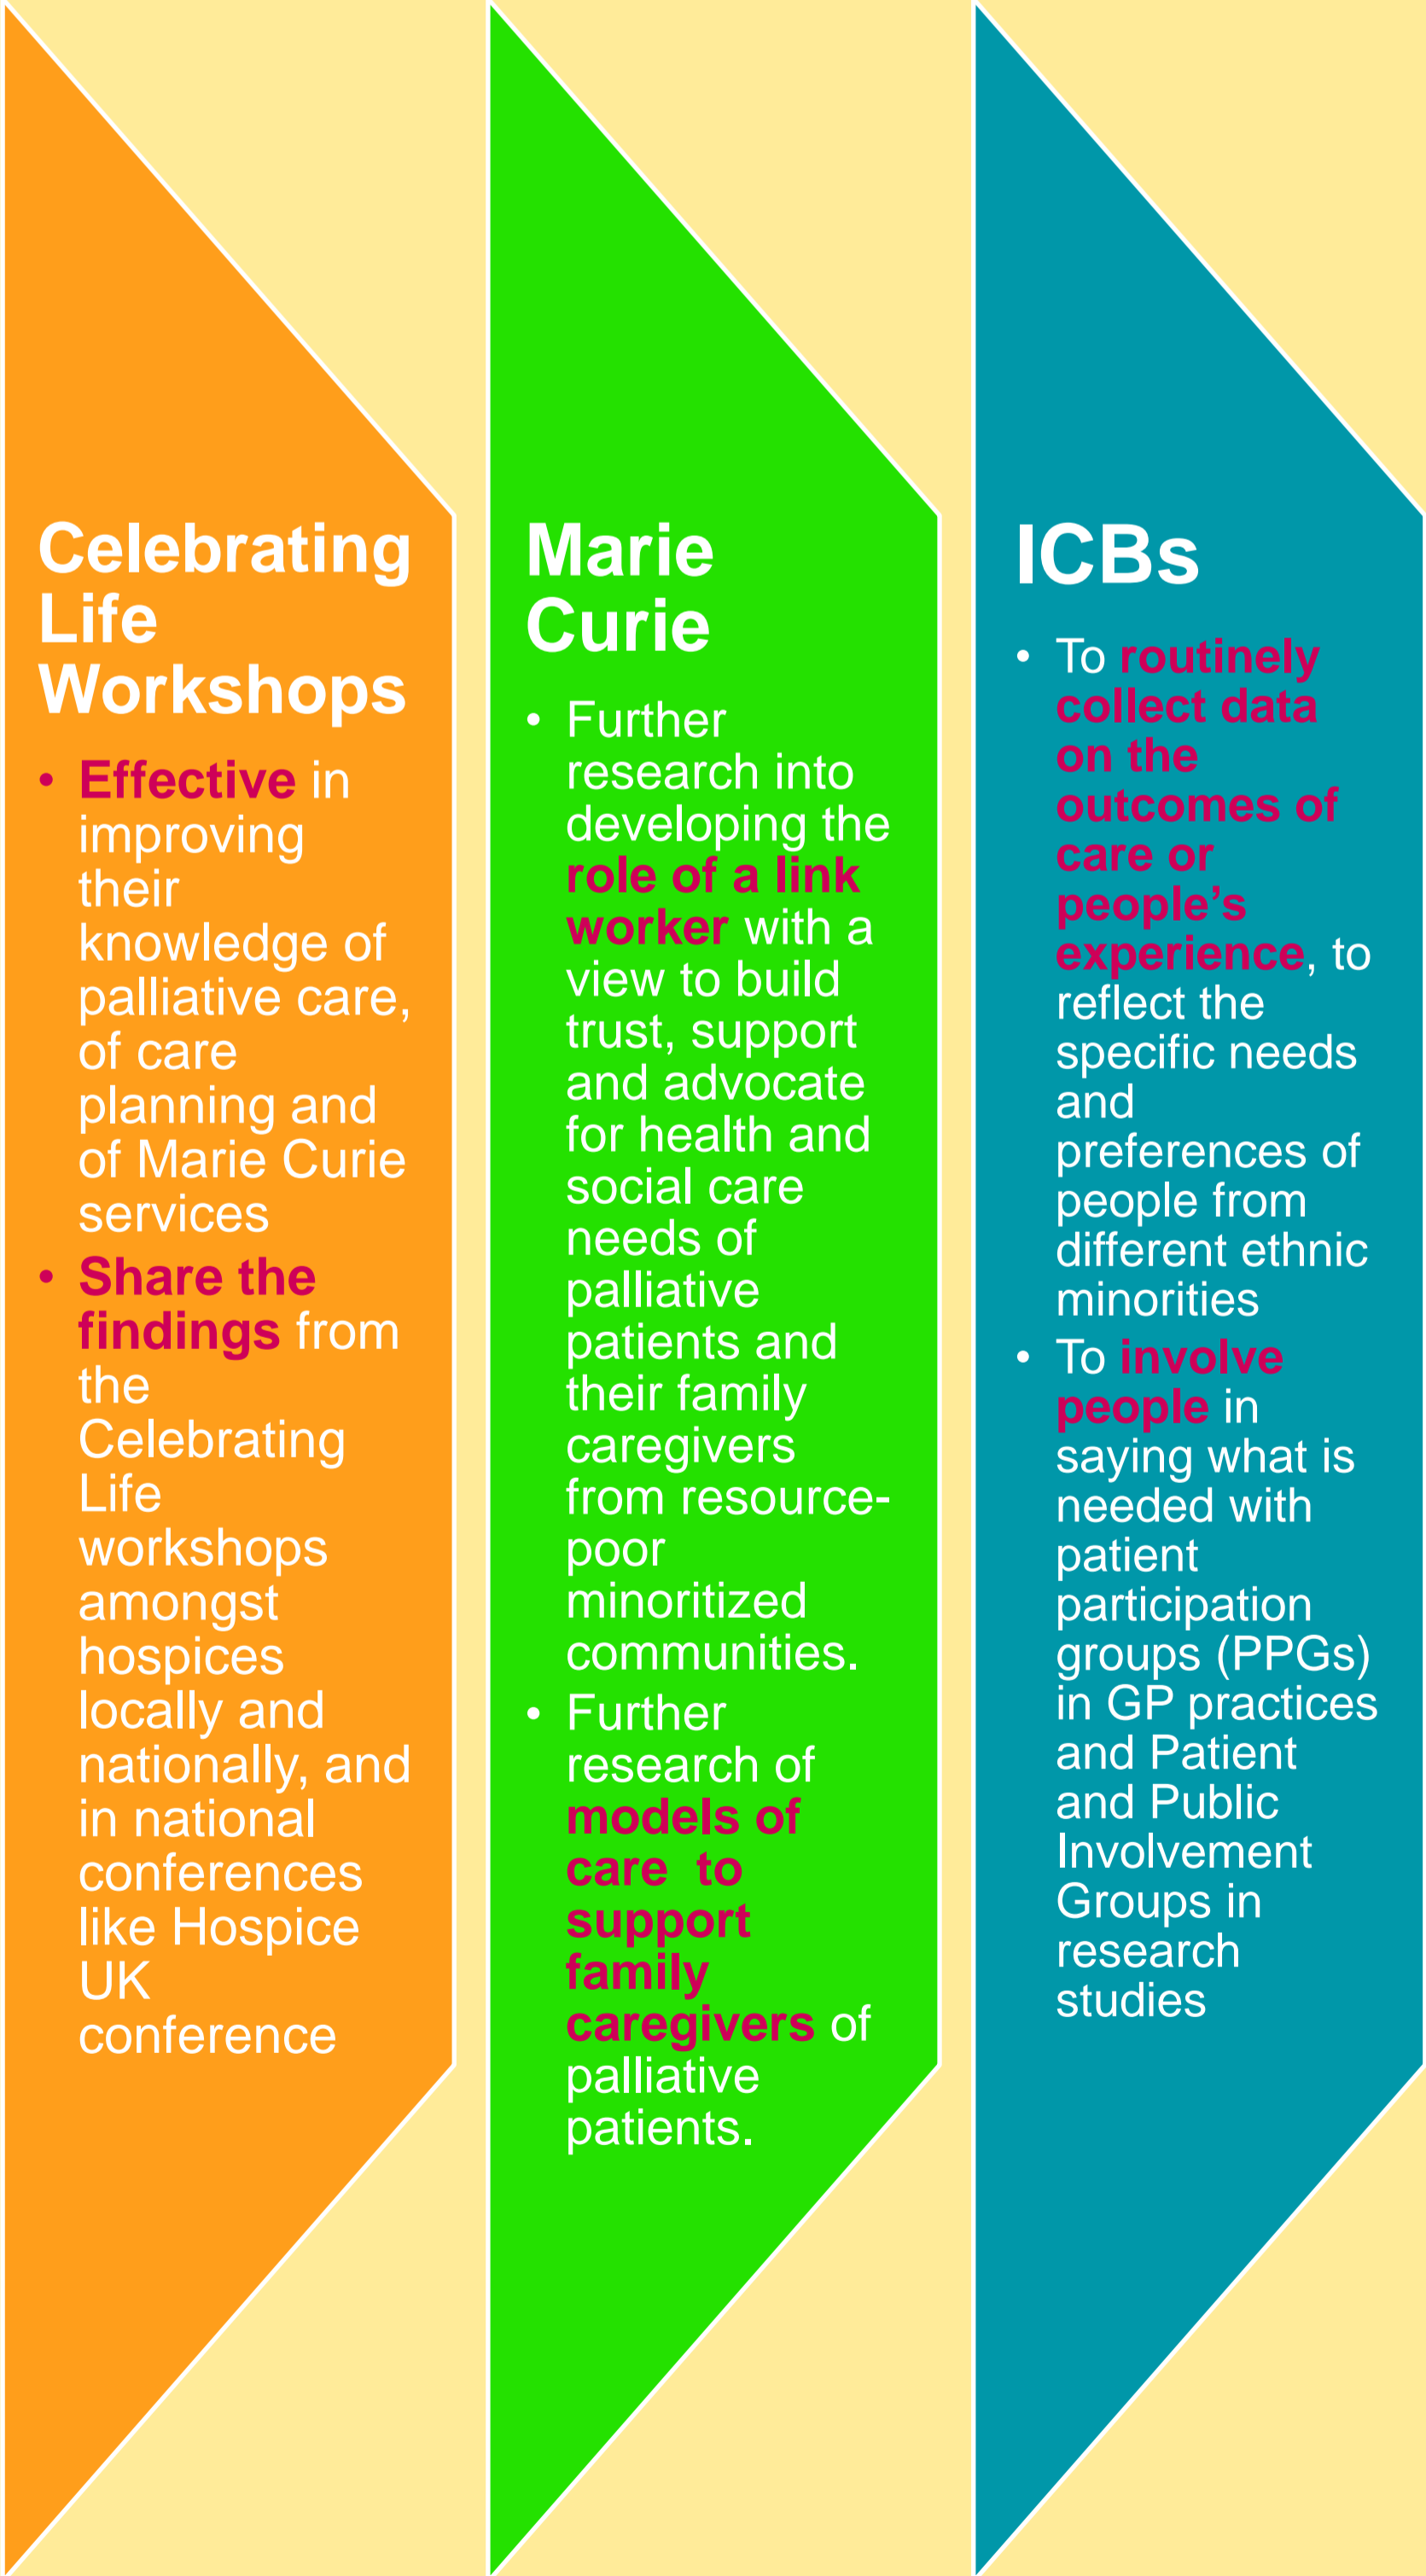 Celebrating
Life
Workshops
• Effective in
improving
their
knowledge of
palliative care,
of care
planning and
of Marie Curie
services
• Share the
findings from
the
Celebrating
Life
workshops
amongst
hospices
locally and
nationally, and
in national
conferences
like Hospice
UK
conference
Marie
Curie
• Further
research into
developing the
role of a link
worker with a
view to build
trust, support
and advocate
for health and
social care
needs of
palliative
patients and
their family
caregivers
from resource-
poor
minoritized
communities.
• Further
research of
models of
care  to
support
family
caregivers of
palliative
patients.
ICBs
• To routinely
collect data
on the
outcomes of
care or
people’s
experience, to
reflect the
specific needs
and
preferences of
people from
different ethnic
minorities
• To involve
people in
saying what is
needed with
patient
participation
groups (PPGs)
in GP practices
and Patient
and Public
Involvement
Groups in
research
studies